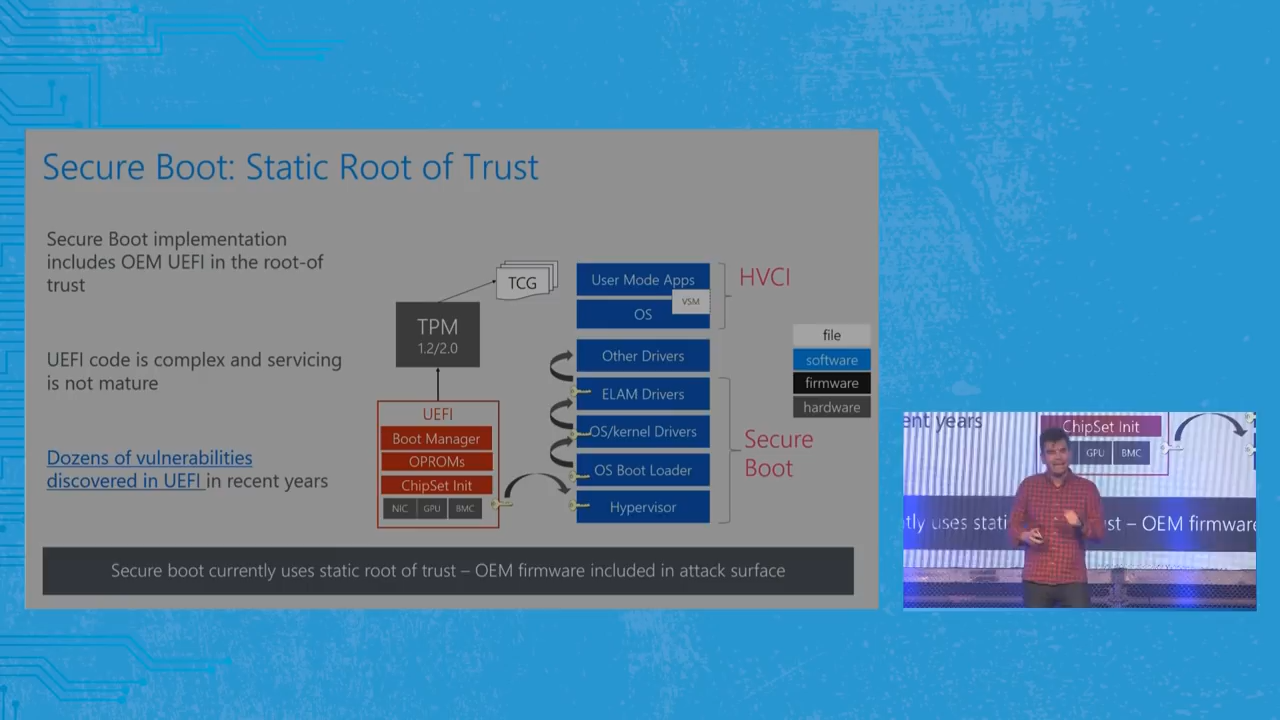 Secure Boot: Static Root of Trust
Secure Boot implementation
includes OEM UEFI in the root-of
trust
UEFI code is complex and servicing
is not mature
Dozens of vulnerabilities
discovered in UEFI in recent years
TCG
TPM
1.2/2.0
UEFI
Boot Manager
OPROMs
ChipSet Init
NIC
GPU
BMC
User Mode Apps
VSM
OS
Other Drivers
ELAM Drivers
OS/kernel Drivers
OS Boot Loader
Hypervisor
HVCI
Secure
Boot
file
software
firmware
hardware
Secure boot currently uses static root of trust – OEM firmware included in attack surface
ent years
ChipSet Init
GPU
BMC
tly uses stati
ust – OEM firmware